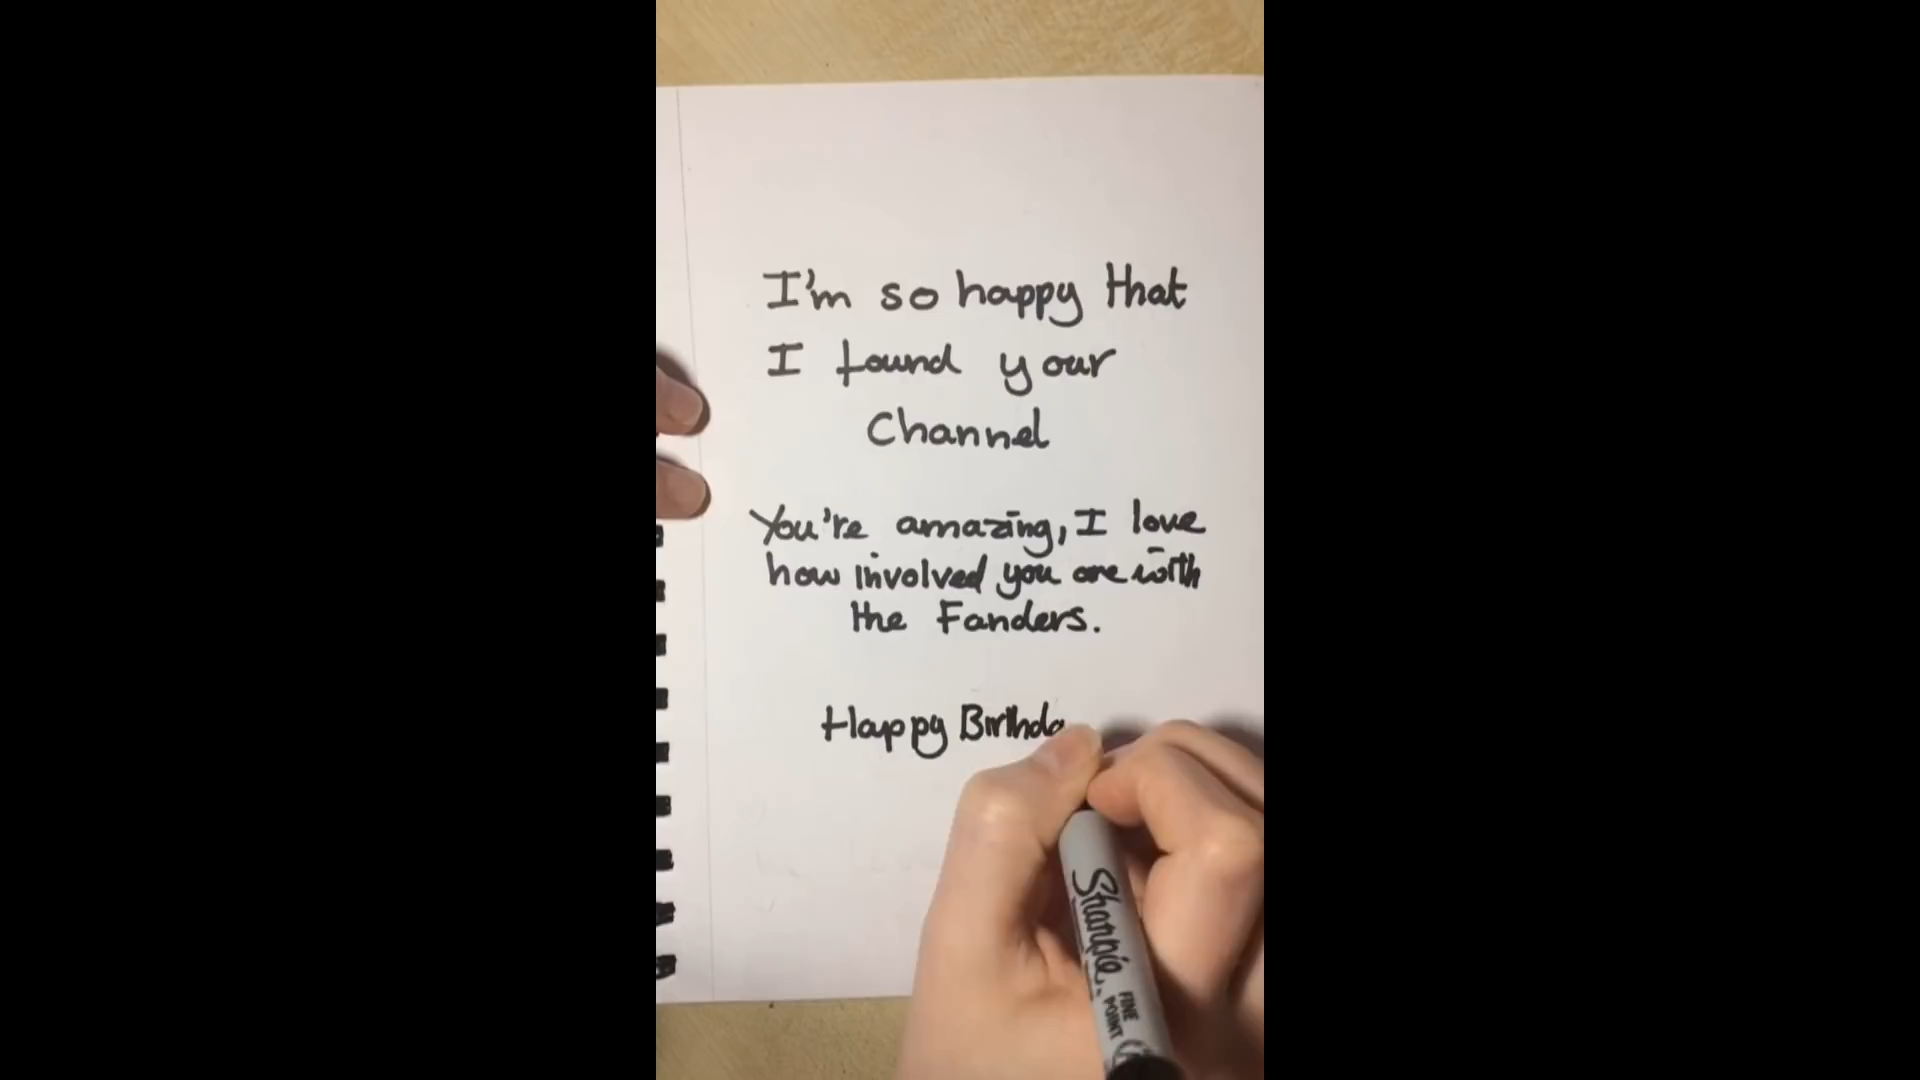 I'm so happy that
I found your
Channel
You're amazing, I love
how involved you are with
the Fanders.
Happy Birthda
Sharpie.
FINE
POINT